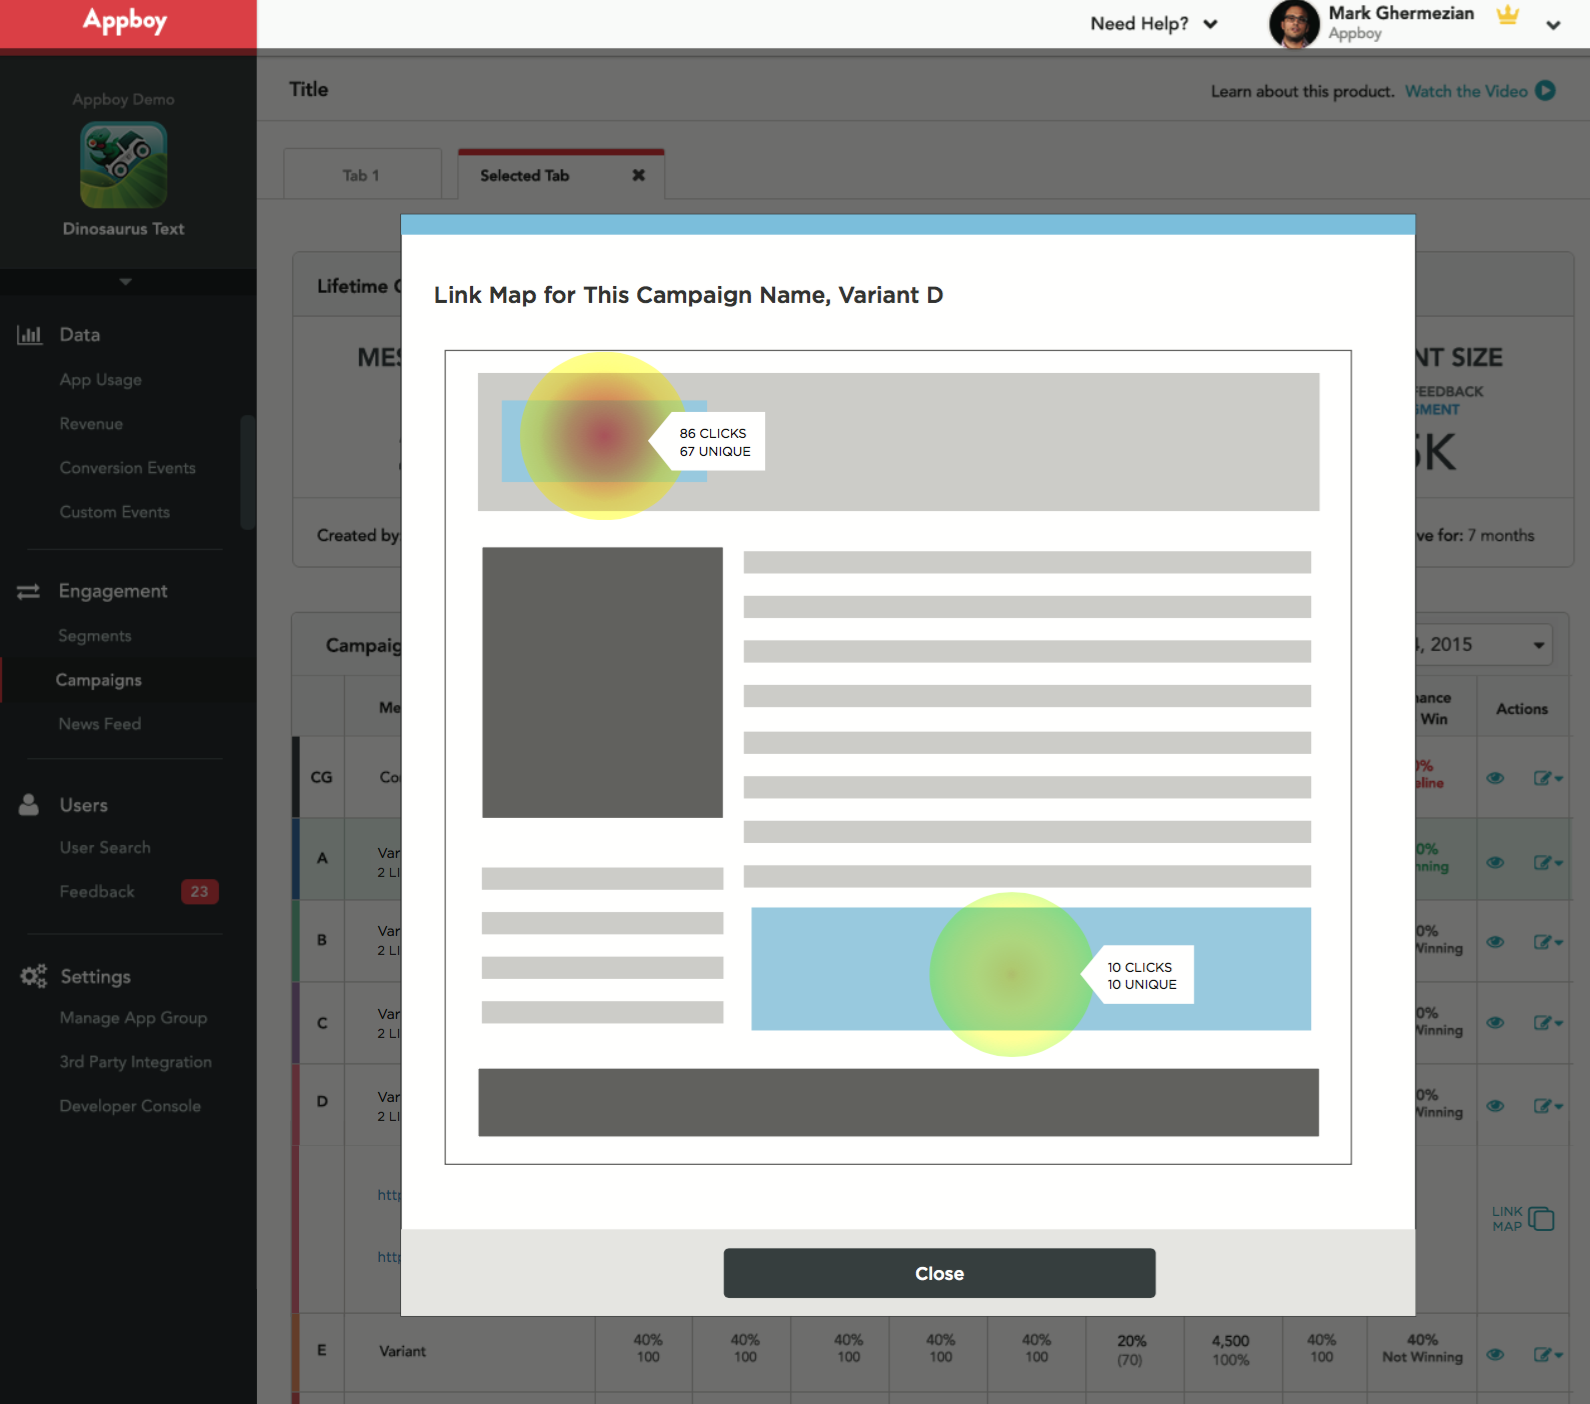 Appboy
Need Help?
Mark Ghermezian
Appboy
Appboy Demo
Dinosaurus Text
Data
App Usage
Revenue
Conversion Events
Custom Events
Engagement
Segments
Campaigns
News Feed
Users
User Search
Feedback 23
Settings
Manage App Group
3rd Party Integration
Developer Console
Title
Learn about this product. Watch the Video
Tab 1
Selected Tab
Lifetime
NT SIZE
FEEDBACK
GMENT
K
Created by
ve for: 7 months
Link Map for This Campaign Name, Variant D
86 CLICKS
67 UNIQUE
10 CLICKS
10 UNIQUE
Close
Campaig
4, 2015
Me
ance
Win
Actions
CG
Co
0%
eline
A
Var
2 LI
0%
nning
B
Var
2 LI
0%
Winning
C
Var
2 LI
0%
Winning
D
Var
2 LI
0%
Winning
http
http
LINK
MAP
E
Variant
40% 40% 40% 40% 40% 20% 4,500 40% 40%
100 100 100 100 100 (70) 100% 100 Not Winning